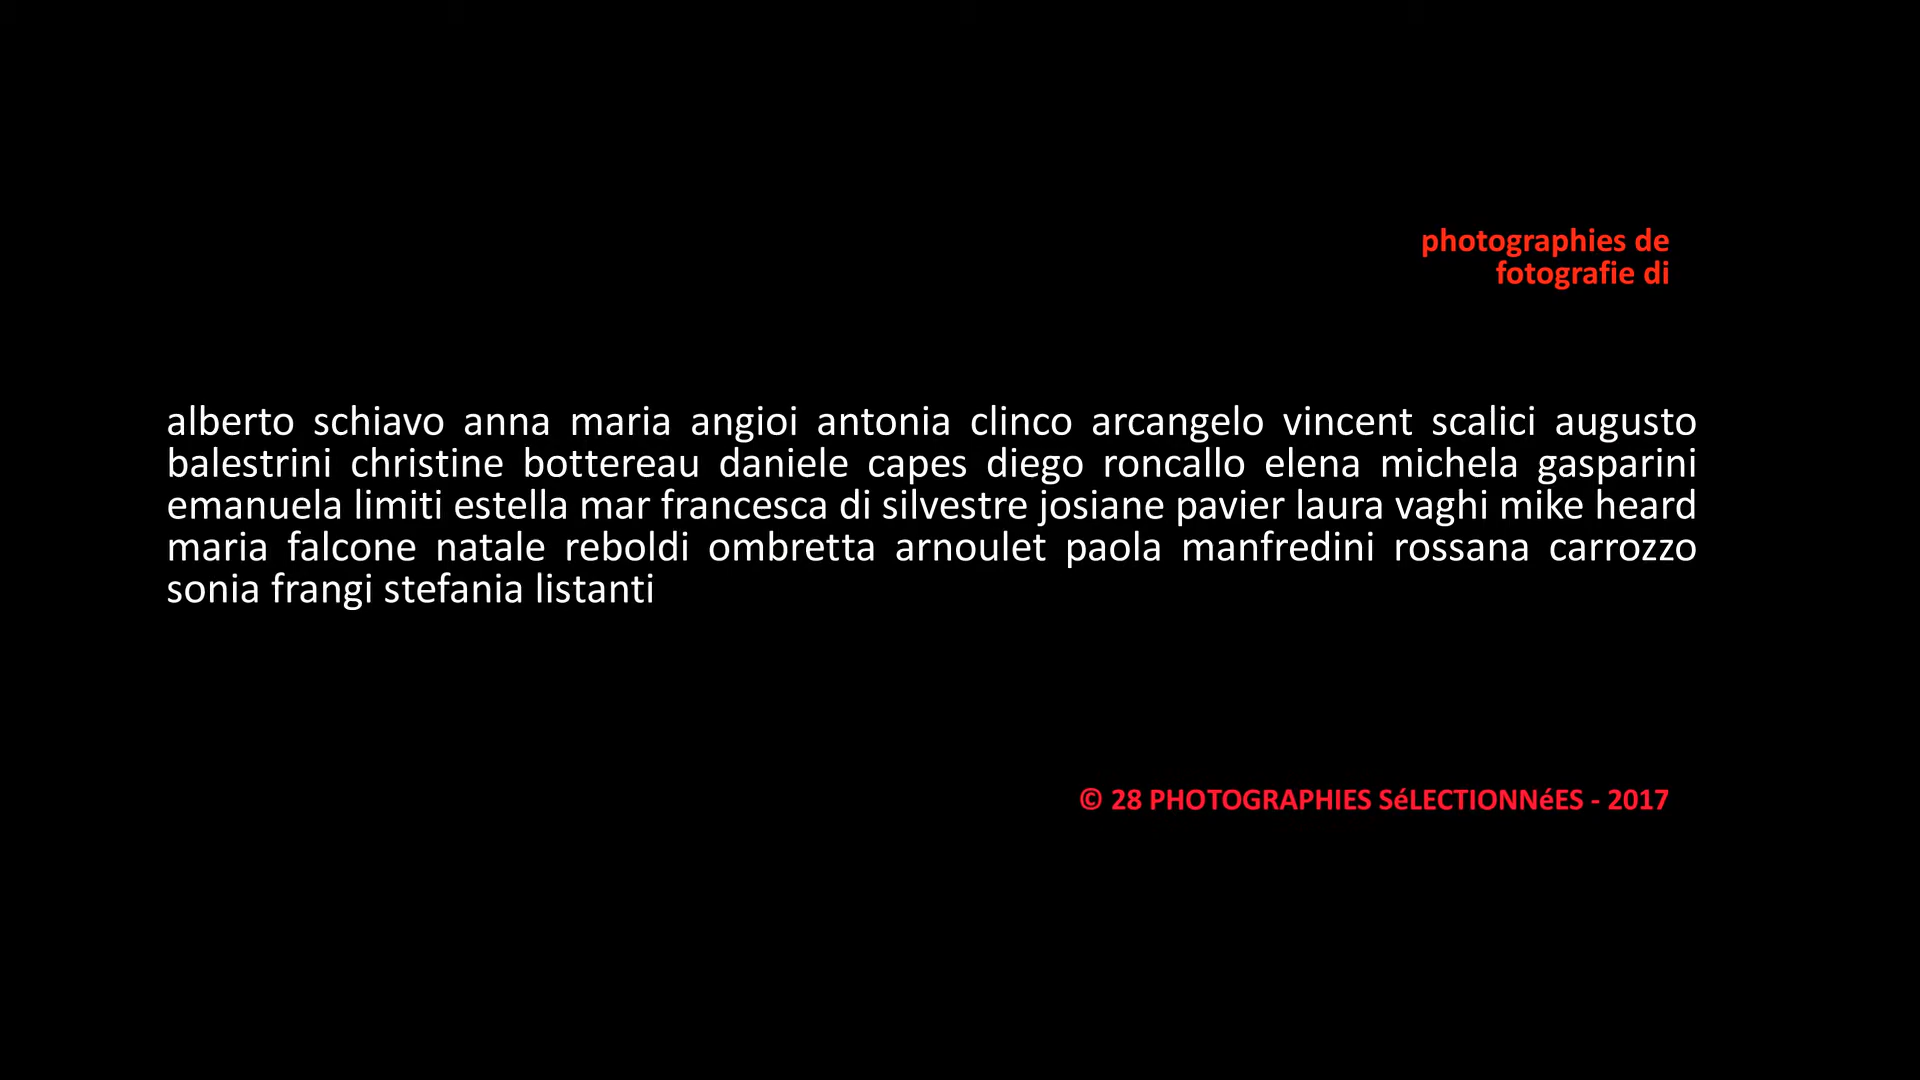 photographies de
fotografie di
alberto schiavo anna maria angioi antonia clinco arcangelo vincent scalici augusto
balestrini christine bottereau daniele capes diego roncallo elena michela gasparini
emanuela limiti estella mar francesca di silvestre josiane pavier laura vaghi mike heard
maria falcone natale reboldi ombretta arnoulet paola manfredini rossana carrozzo
sonia frangi stefania listanti
© 28 PHOTOGRAPHIES SéLECTIONNéES - 2017